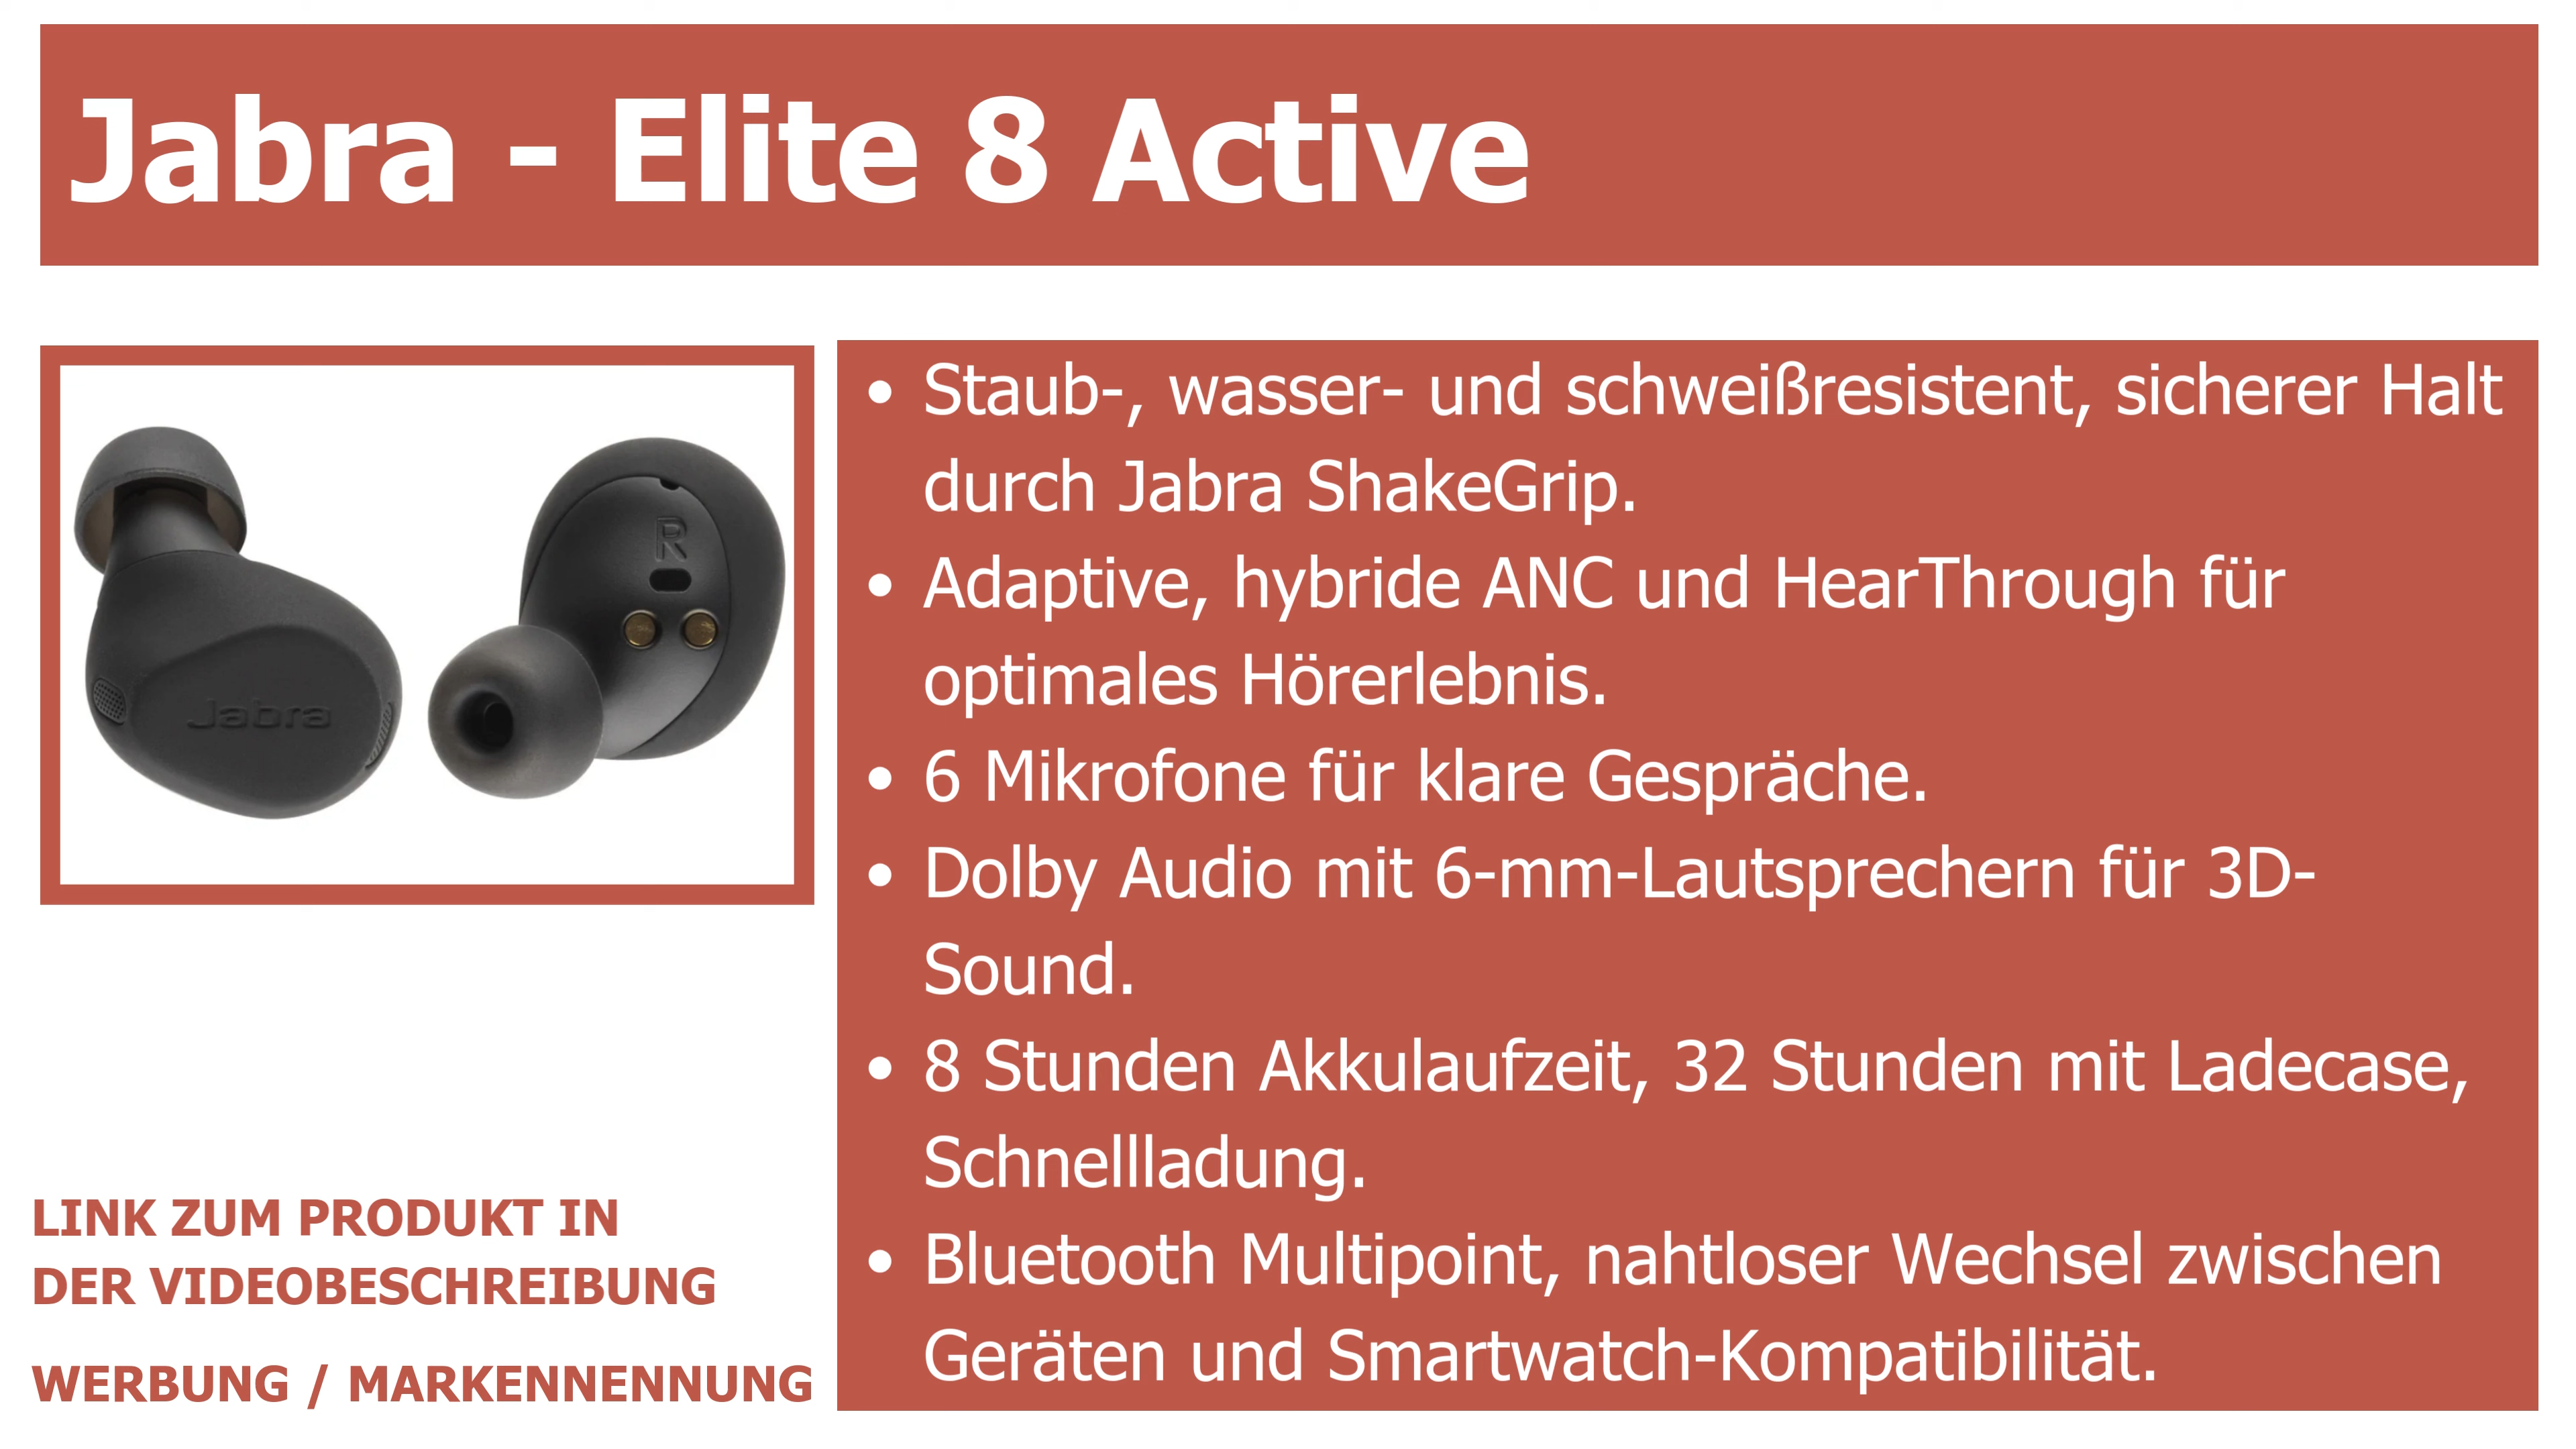 Jabra - Elite 8 Active
Jabra
R
• Staub-, wasser- und schweißresistent, sicherer Halt
durch Jabra ShakeGrip.
• Adaptive, hybride ANC und HearThrough für
optimales Hörerlebnis.
• 6 Mikrofone für klare Gespräche.
• Dolby Audio mit 6-mm-Lautsprechern für 3D-
Sound.
• 8 Stunden Akkulaufzeit, 32 Stunden mit Ladecase,
Schnellladung.
• Bluetooth Multipoint, nahtloser Wechsel zwischen
Geräten und Smartwatch-Kompatibilität.
LINK ZUM PRODUKT IN
DER VIDEOBESCHREIBUNG
WERBUNG / MARKENNENNUNG